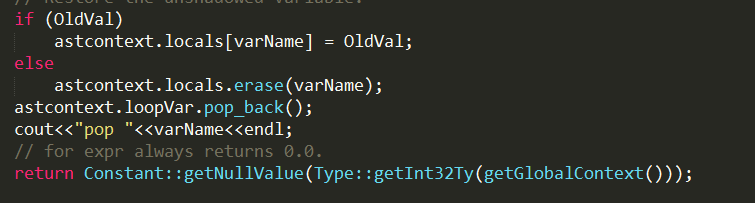 // Restore the unshadowed variable.
if (OldVal)
astcontext.locals[varName] = OldVal;
else
astcontext.locals.erase(varName);
astcontext.loopVar.pop_back();
cout<<"pop "<<varName<<endl;
// for expr always returns 0.0.
return Constant::getNullValue(Type::getInt32Ty(getGlobalContext()));